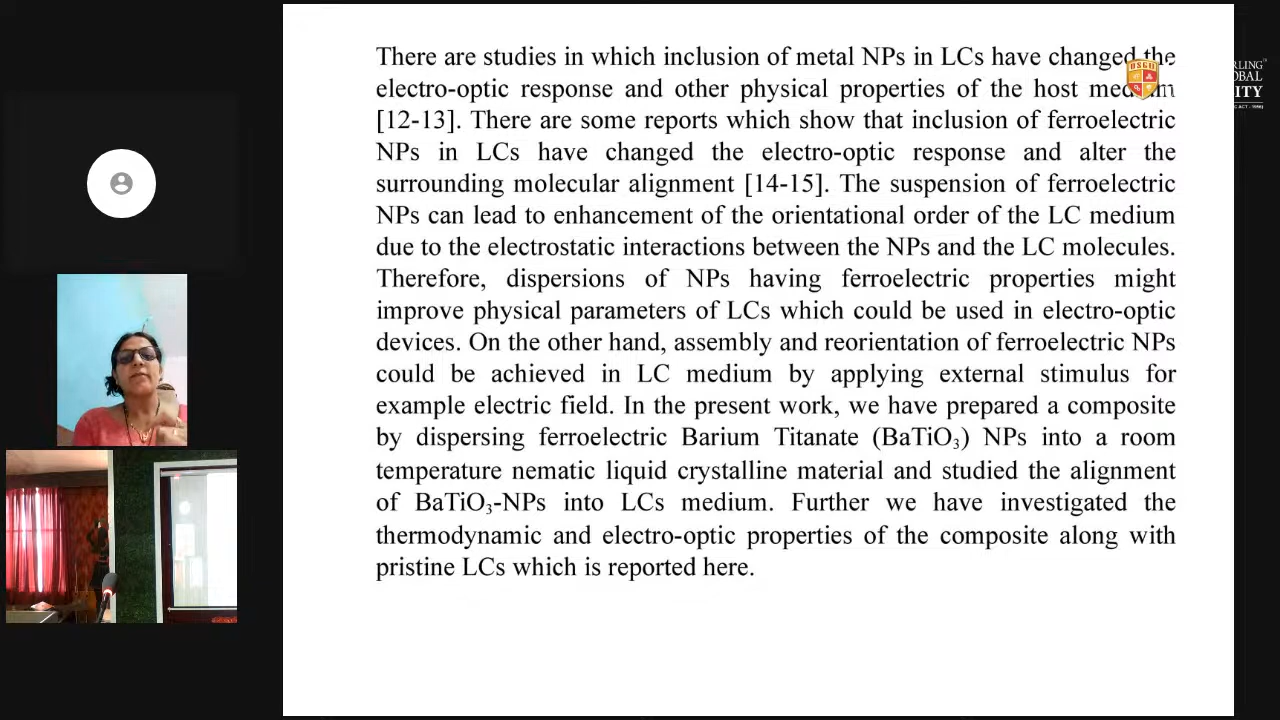 There are studies in which inclusion of metal NPs in LCs have changed the
electro-optic response and other physical properties of the host medium
[12-13]. There are some reports which show that inclusion of ferroelectric
NPs in LCs have changed the electro-optic response and alter the
surrounding molecular alignment [14-15]. The suspension of ferroelectric
NPs can lead to enhancement of the orientational order of the LC medium
due to the electrostatic interactions between the NPs and the LC molecules.
Therefore, dispersions of NPs having ferroelectric properties might
improve physical parameters of LCs which could be used in electro-optic
devices. On the other hand, assembly and reorientation of ferroelectric NPs
could be achieved in LC medium by applying external stimulus for
example electric field. In the present work, we have prepared a composite
by dispersing ferroelectric Barium Titanate (BaTiO₃) NPs into a room
temperature nematic liquid crystalline material and studied the alignment
of BaTiO₃-NPs into LCs medium. Further we have investigated the
thermodynamic and electro-optic properties of the composite along with
pristine LCs which is reported here.
USGU